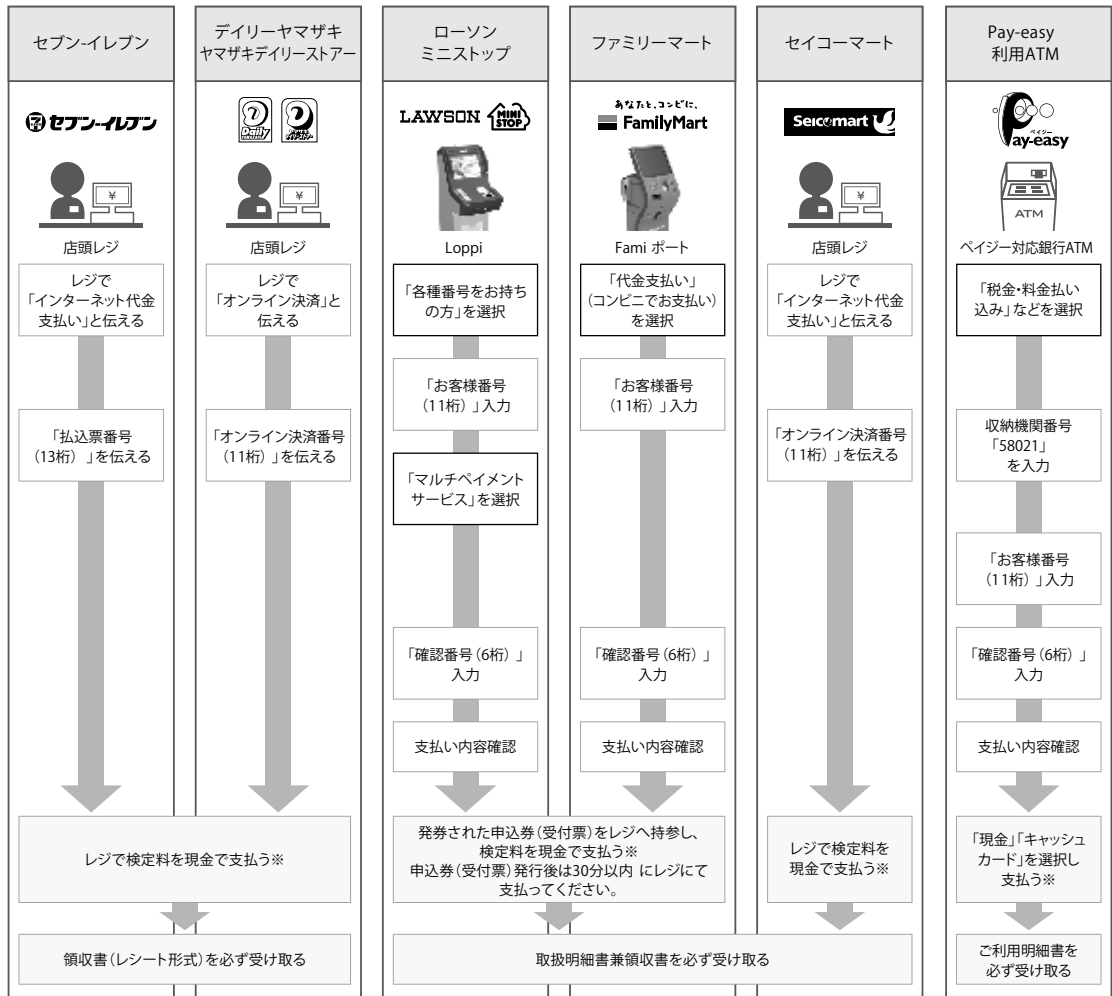 セブン-イレブン
セブン-イレブン
店頭レジ
レジで
「インターネット代金
支払い」と伝える
「払込票番号
(13桁)」を伝える
デイリーヤマザキ
ヤマザキデイリーストアー
Daily
店頭レジ
レジで
「オンライン決済」と
伝える
「オンライン決済番号
(11桁)」を伝える
レジで検定料を現金で支払う※
領収書(レシート形式)を必ず受け取る
ローソン
ミニストップ
LAWSON MINI
STOP
Loppi
「各種番号をお持ち
の方」を選択
「お客様番号
(11桁)」入力
「マルチペイメント
サービス」を選択
「確認番号(6桁)」
入力
支払い内容確認
ファミリーマート
あなたと、コンビに、
FamilyMart
Fami ポート
「代金支払い」
(コンビニでお支払い)
を選択
「お客様番号
(11桁)」入力
「確認番号(6桁)」
入力
支払い内容確認
発券された申込券(受付票)をレジへ持参し、
検定料を現金で支払う※
申込券(受付票)発行後は30分以内 にレジにて
支払ってください。
セイコーマート
Seicomart
店頭レジ
レジで
「インターネット代金
支払い」と伝える
「オンライン決済番号
(11桁)」を伝える
レジで検定料を
現金で支払う※
取扱明細書兼領収書を必ず受け取る
Pay-easy
利用ATM
ペイジー
Pay-easy
ATM
ペイジー対応銀行ATM
「税金・料金払い
込み」などを選択
収納機関番号
「58021」
を入力
「お客様番号
(11桁)」入力
「確認番号(6桁)」
入力
支払い内容確認
「現金」「キャッシュ
カード」を選択し
支払う※
ご利用明細書を
必ず受け取る